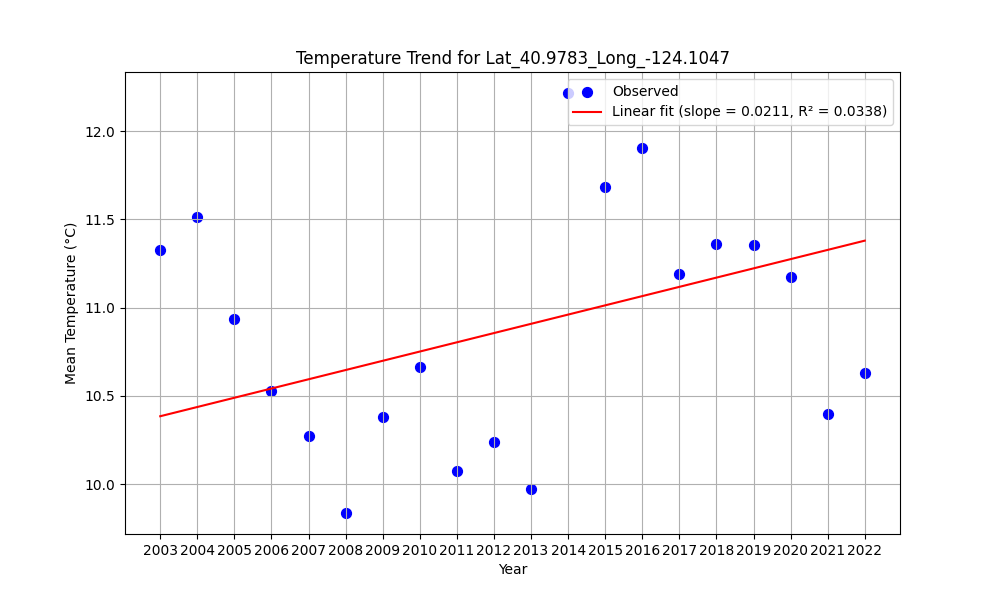 Temperature Trend for Lat_40.9783_Long_-124.1047
Observed
Linear fit (slope = 0.0211, R² = 0.0338)
Mean Temperature (°C)
12.0
11.5
11.0
10.5
10.0
2003 2004 2005 2006 2007 2008 2009 2010 2011 2012 2013 2014 2015 2016 2017 2018 2019 2020 2021 2022
Year